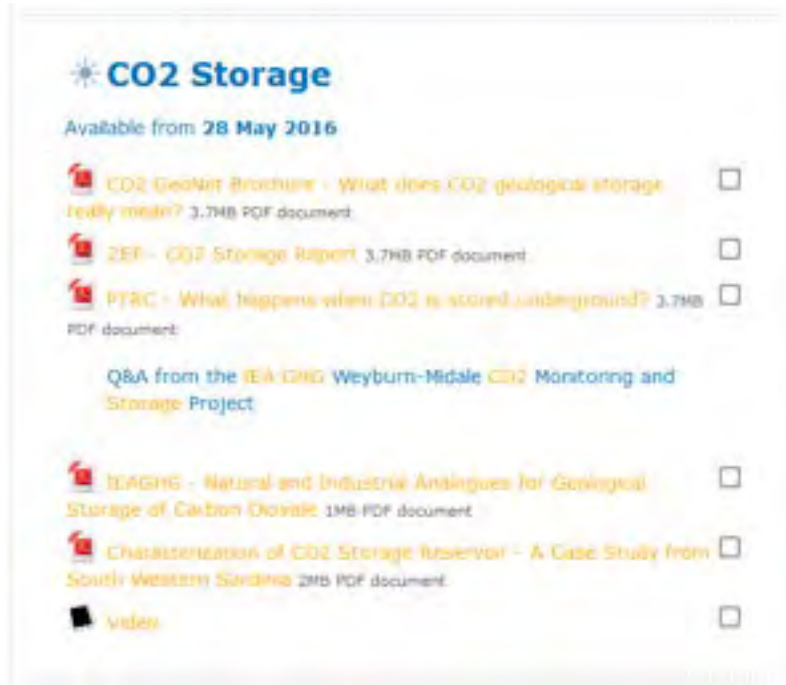 CO2 Storage
Available from 28 May 2016
CO2 GeoNet Brochure - What does CO2 geological storage
really mean? 3.7MB PDF document
ZEP - CO2 Storage Report 3.7MB PDF document
PTRC - What happens when CO2 is stored underground? 3.7MB
PDF document
Q&A from the IEA GHG Weyburn-Midale CO2 Monitoring and
Storage Project
IEAGHG - Natural and Industrial Analogues for Geological
Storage of Carbon Dioxide 1MB PDF document
Characterization of CO2 Storage Reservoir - A Case Study from
South Western Sardinia 2MB PDF document
video